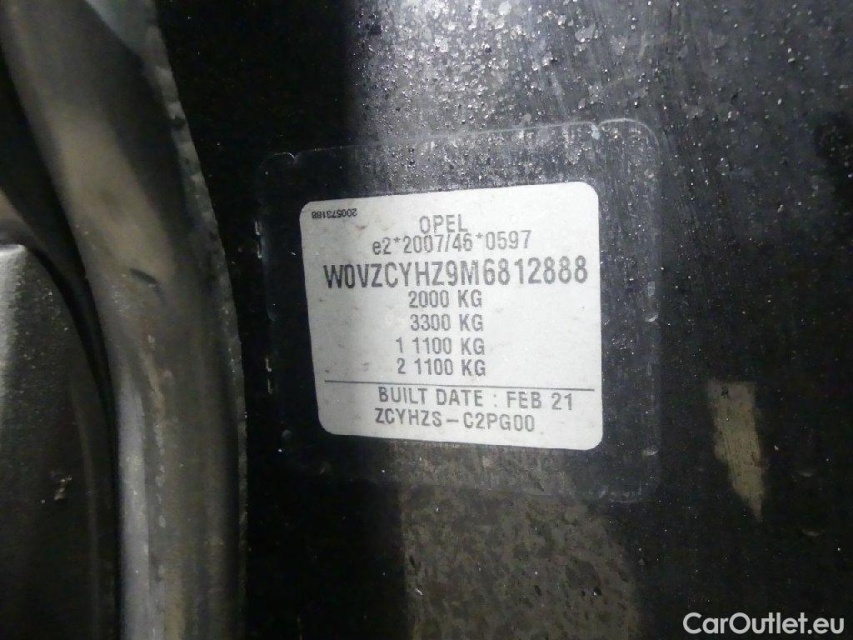 200573188
OPEL
e2*2007/46*0597
W0VZCYHZ9M6812888
2000 KG
3300 KG
1 1100 KG
2 1100 KG
BUILT DATE : FEB 21
ZCYHZS-C2PG00
CarOutlet.eu